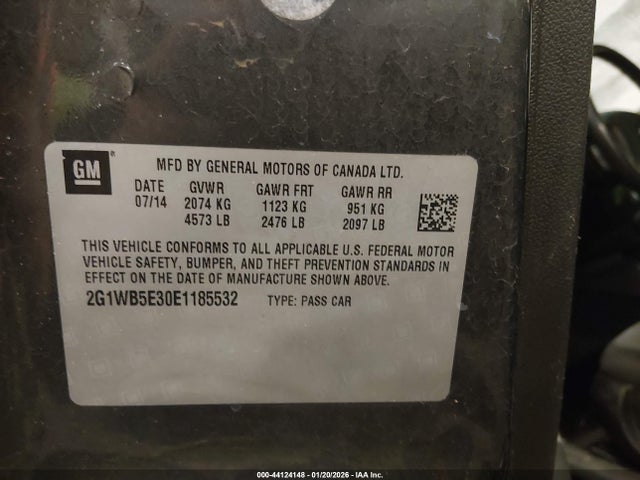 GM
MFD BY GENERAL MOTORS OF CANADA LTD.
DATE GVWR GAWR FRT GAWR RR
07/14 2074 KG 1123 KG 951 KG
4573 LB 2476 LB 2097 LB
THIS VEHICLE CONFORMS TO ALL APPLICABLE U.S. FEDERAL MOTOR
VEHICLE SAFETY, BUMPER, AND THEFT PREVENTION STANDARDS IN
EFFECT ON THE DATE OF MANUFACTURE SHOWN ABOVE.
2G1WB5E30E1185532 TYPE: PASS CAR
000-44124148 - 01/20/2026 - IAA Inc.